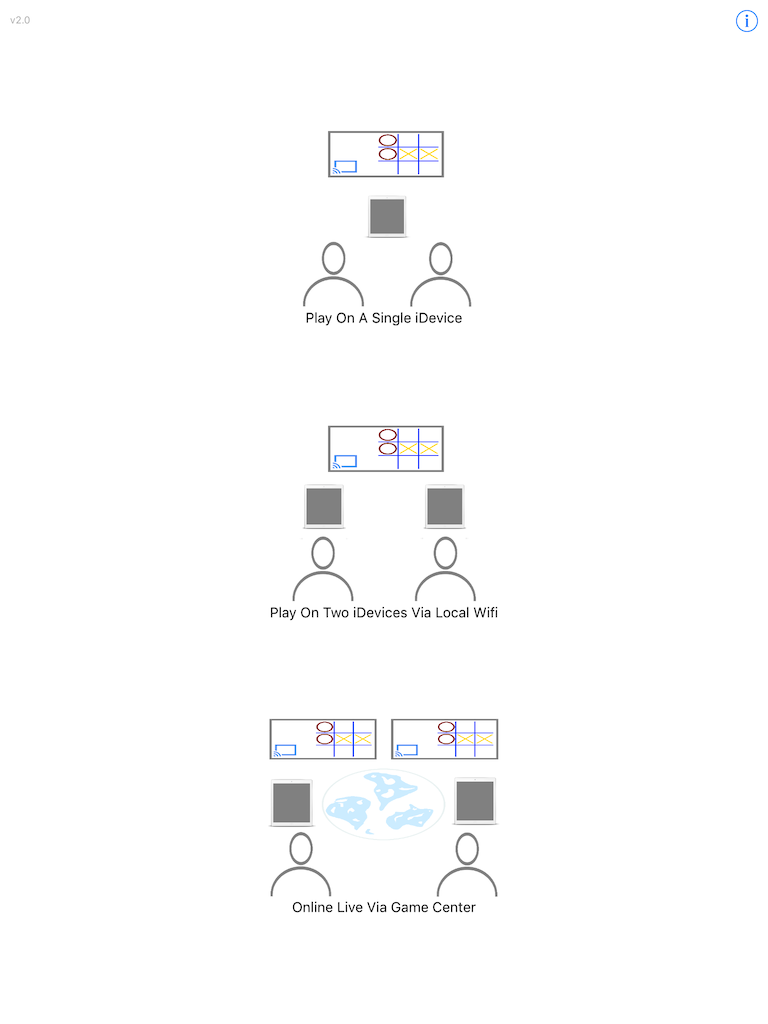 v2.0
Play On A Single iDevice
Play On Two iDevices Via Local Wifi
Online Live Via Game Center